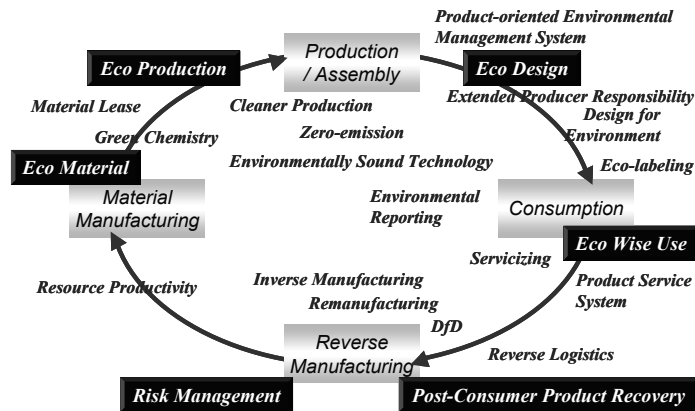 Product-oriented Environmental
Management System
Production
/ Assembly
Eco Production
Eco Design
Material Lease
Cleaner Production
Extended Producer Responsibility
Design for
Environment
Green Chemistry
Zero-emission
Eco Material
Environmentally Sound Technology
Eco-labeling
Material
Manufacturing
Environmental
Reporting
Consumption
Eco Wise Use
Servicizing
Product Service
System
Resource Productivity
Inverse Manufacturing
Remanufacturing
DfD
Reverse
Manufacturing
Reverse Logistics
Risk Management
Post-Consumer Product Recovery